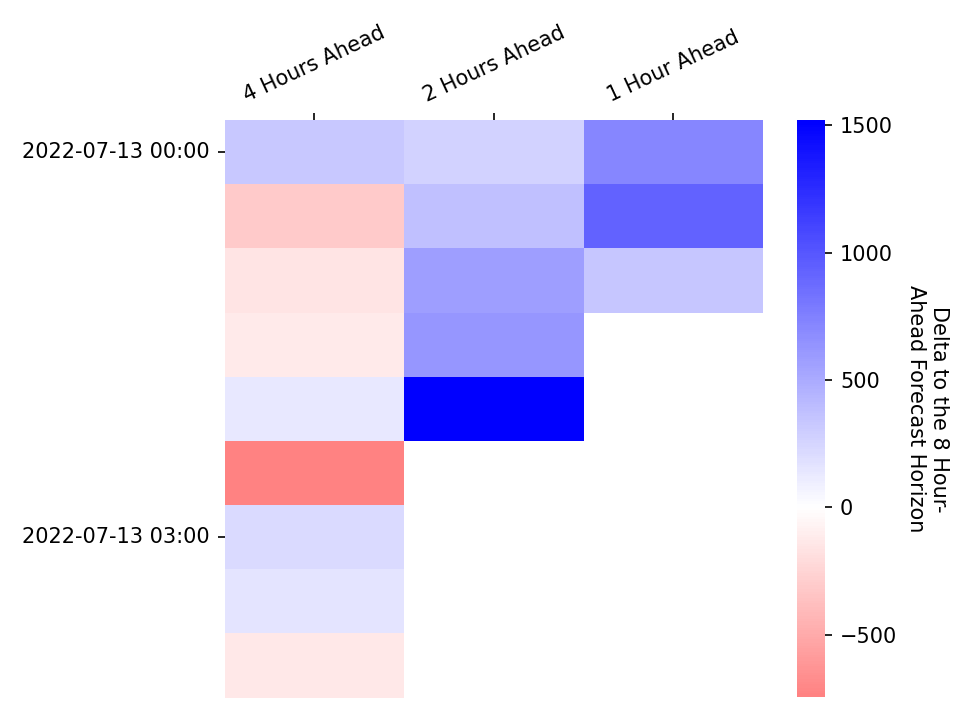 4 Hours Ahead
2 Hours Ahead
1 Hour Ahead
2022-07-13 00:00
2022-07-13 03:00
1500
1000
500
0
−500
Delta to the 8 Hour-
Ahead Forecast Horizon